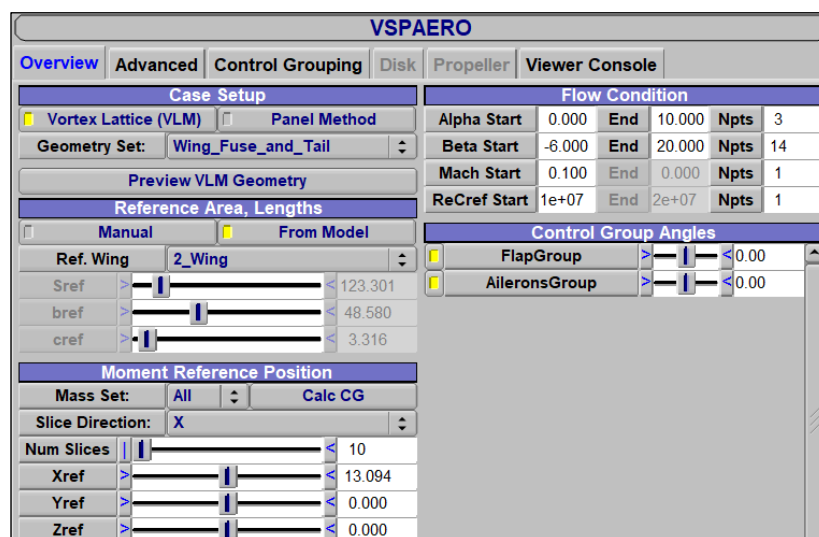 VSPAERO
Overview Advanced Control Grouping Disk Propeller Viewer Console
Case Setup
Vortex Lattice (VLM) Panel Method
Geometry Set: Wing_Fuse_and_Tail
Preview VLM Geometry
Reference Area, Lengths
Manual From Model
Ref. Wing 2_Wing
Sref > < 123.301
bref > < 48.580
cref > < 3.316
Moment Reference Position
Mass Set: All Calc CG
Slice Direction: X
Num Slices | < 10
Xref > < 13.094
Yref > < 0.000
Zref > < 0.000
Flow Condition
Alpha Start 0.000 End 10.000 Npts 3
Beta Start -6.000 End 20.000 Npts 14
Mach Start 0.100 End 0.000 Npts 1
ReCref Start 1e+07 End 2e+07 Npts 1
Control Group Angles
FlapGroup > < 0.00
AileronsGroup > < 0.00